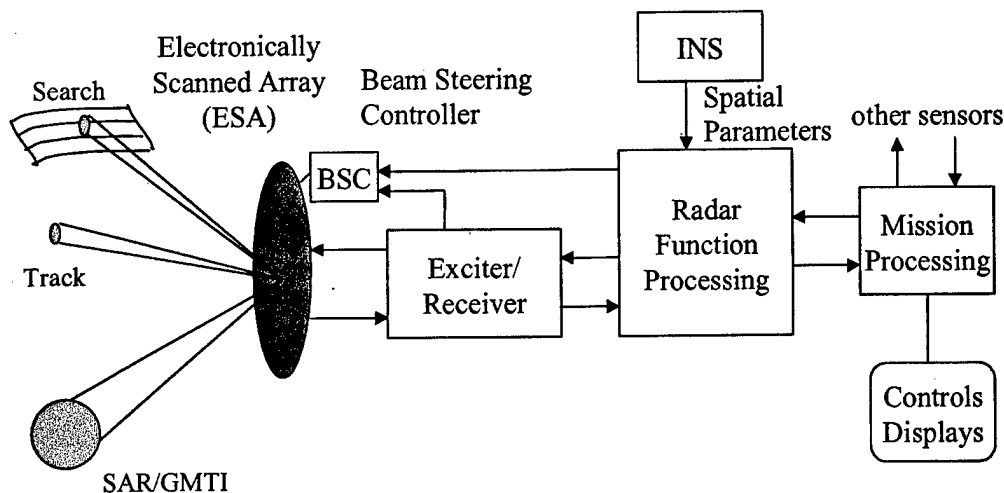 Electronically
Scanned Array
(ESA)
Search
Beam Steering
Controller
INS
Spatial
Parameters
other sensors
BSC
Radar
Function
Processing
Mission
Processing
Exciter/
Receiver
Track
Controls
Displays
SAR/GMTI